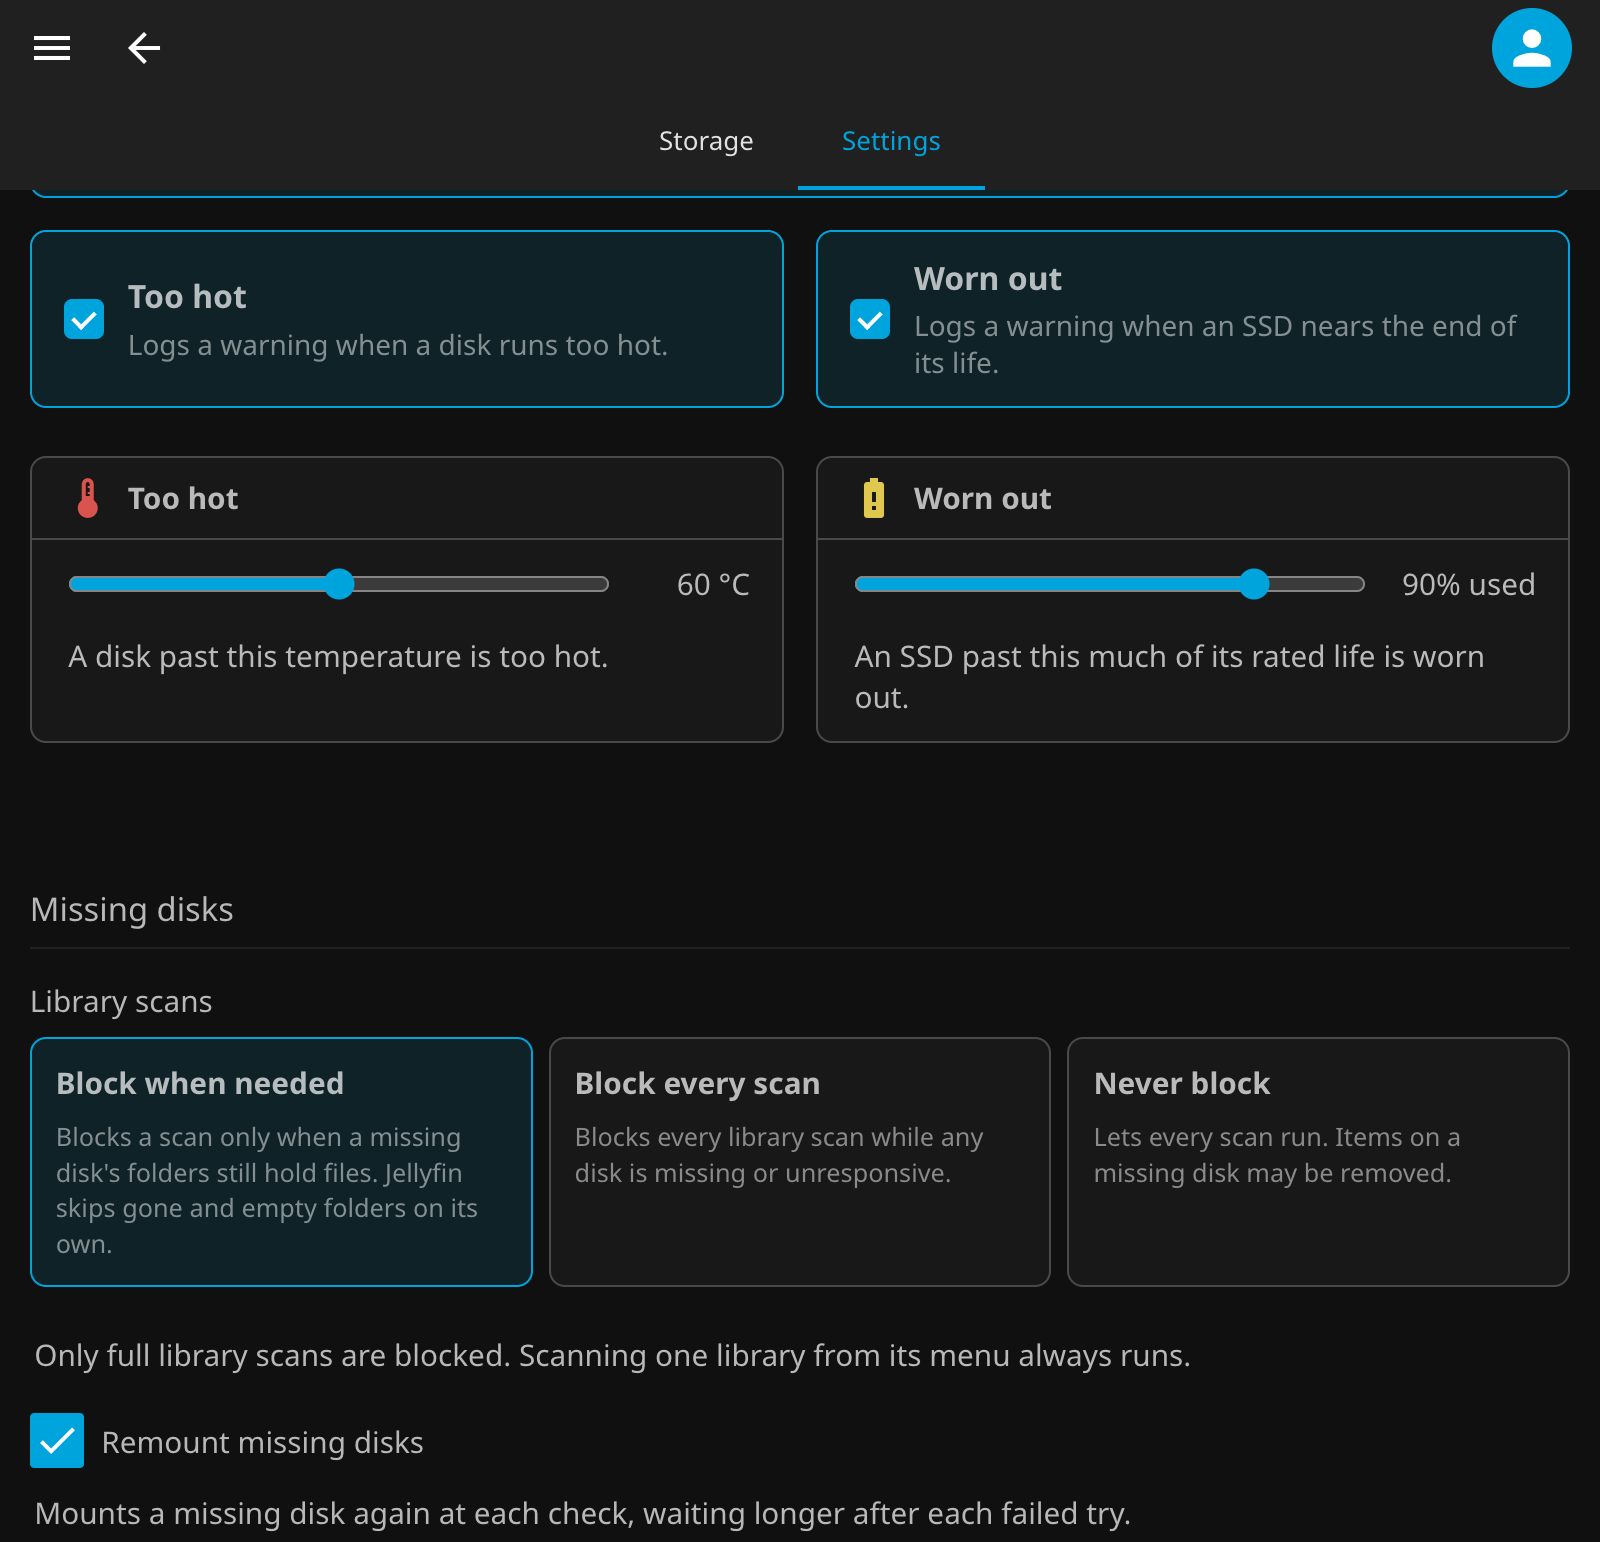 Storage
Settings
Too hot
Logs a warning when a disk runs too hot.
Worn out
Logs a warning when an SSD nears the end of
its life.
Too hot
60 °C
A disk past this temperature is too hot.
Worn out
90% used
An SSD past this much of its rated life is worn
out.
Missing disks
Library scans
Block when needed
Blocks a scan only when a missing
disk's folders still hold files. Jellyfin
skips gone and empty folders on its
own.
Block every scan
Blocks every library scan while any
disk is missing or unresponsive.
Never block
Lets every scan run. Items on a
missing disk may be removed.
Only full library scans are blocked. Scanning one library from its menu always runs.
Remount missing disks
Mounts a missing disk again at each check, waiting longer after each failed try.